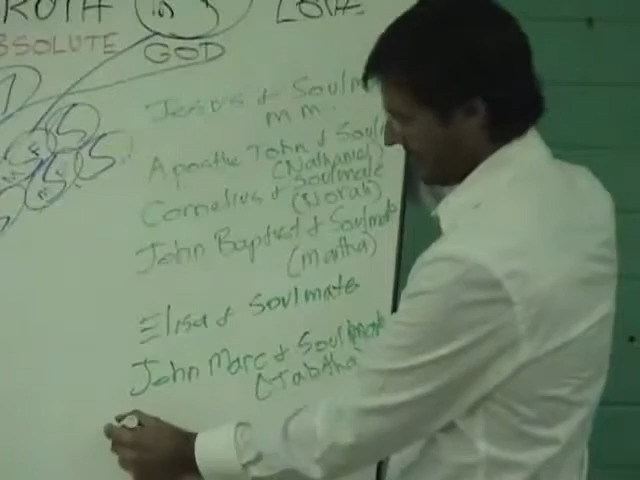 LOVE
ABSOLUTE GOD
Jesus & Soulm
m m.
Apostle John & Soul
(Nathaniel)
Cornelius & Soulmate
(Norah)
John Baptist & Soulmate
(Martha)
Elisa & Soulmate
John Marc & Soulmate
(Tabitha